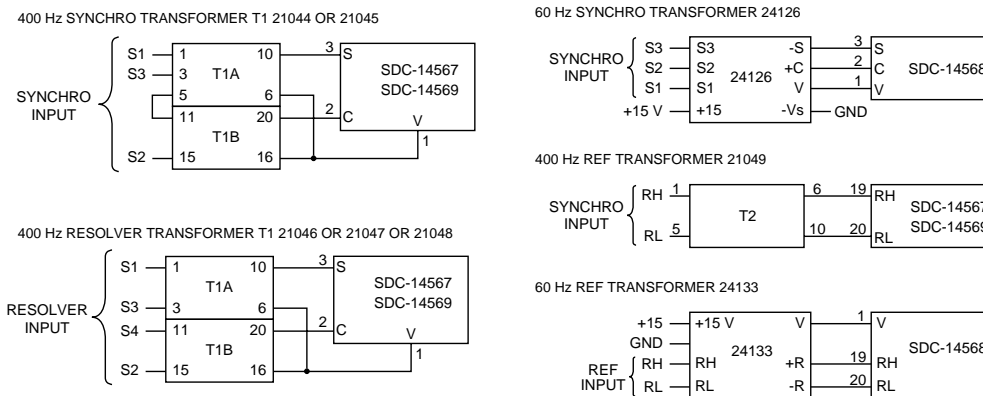 400 Hz SYNCHRO TRANSFORMER T1 21044 OR 21045
S1 1 10 3 S
S3 3 T1A SDC-14567
SDC-14569
SYNCHRO
INPUT
5 6
11 20 2 C
T1B V
S2 15 16 1
400 Hz RESOLVER TRANSFORMER T1 21046 OR 21047 OR 21048
S1 1 10 3 S
T1A SDC-14567
SDC-14569
RESOLVER
INPUT
S3 3 6
S4 11 20 2 C
T1B V
S2 15 16 1
60 Hz SYNCHRO TRANSFORMER 24126
SYNCHRO
INPUT
S3 S3 -S 3 S
S2 S2 24126 +C 2 C SDC-14568
S1 S1 V 1 V
+15 V +15 -Vs GND
400 Hz REF TRANSFORMER 21049
SYNCHRO
INPUT
RH 1 6 19 RH
T2 SDC-14567
SDC-14569
RL 5 10 20 RL
60 Hz REF TRANSFORMER 24133
+15 +15 V V 1 V
GND 24133 SDC-14568
REF
INPUT
RH RH +R 19 RH
RL RL -R 20 RL